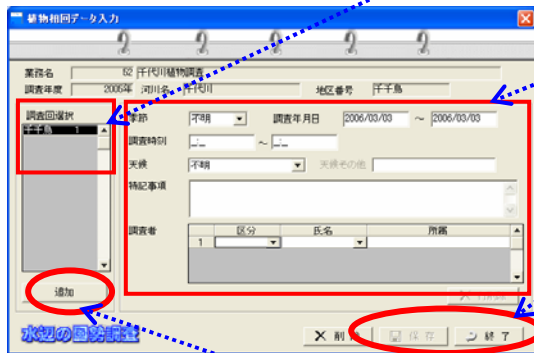 植物相回データ入力
業務名 52 千代川植物調査
調査年度 2006年 河川名 千代川 地区番号 千千鳥
調査回選択
千千鳥 1
追加
季節 不明 調査年月日 2006/03/03 ～ 2006/03/03
調査時刻 _:_ ～ _:_
天候 不明 天候その他
特記事項
調査者 区分 氏名 所属
1
水辺の国勢調査
削 保存 終了